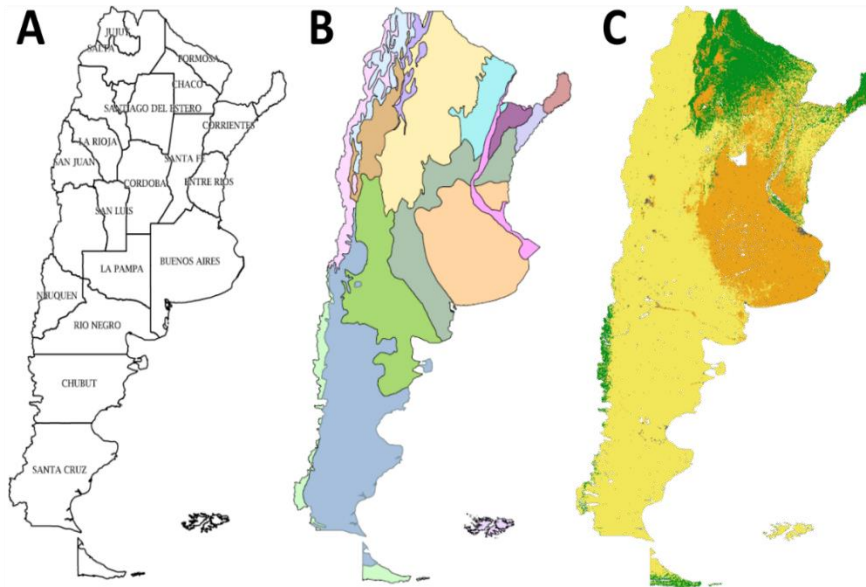 A
B
C
JUJUY
SALTA
FORMOSA
CHACO
SANTIAGO DEL ESTERO
CORRIENTES
LA RIOJA
SANTA FE
SAN JUAN
CORDOBA
ENTRE RIOS
SAN LUIS
BUENOS AIRES
LA PAMPA
NEUQUEN
RIO NEGRO
CHUBUT
SANTA CRUZ